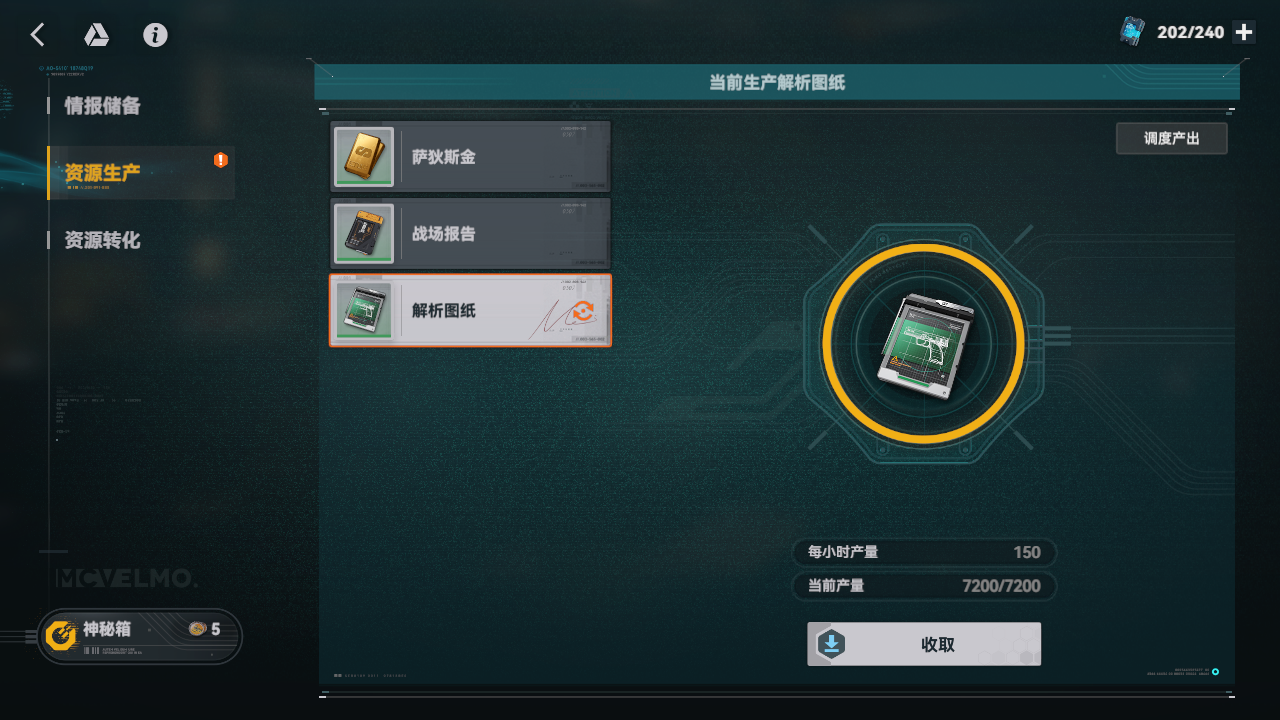 202/240
当前生产解析图纸
情报储备
资源生产
资源转化
萨狄斯金
战场报告
解析图纸
调度产出
每小时产量 150
当前产量 7200/7200
收取
MCVELMO.
神秘箱 5